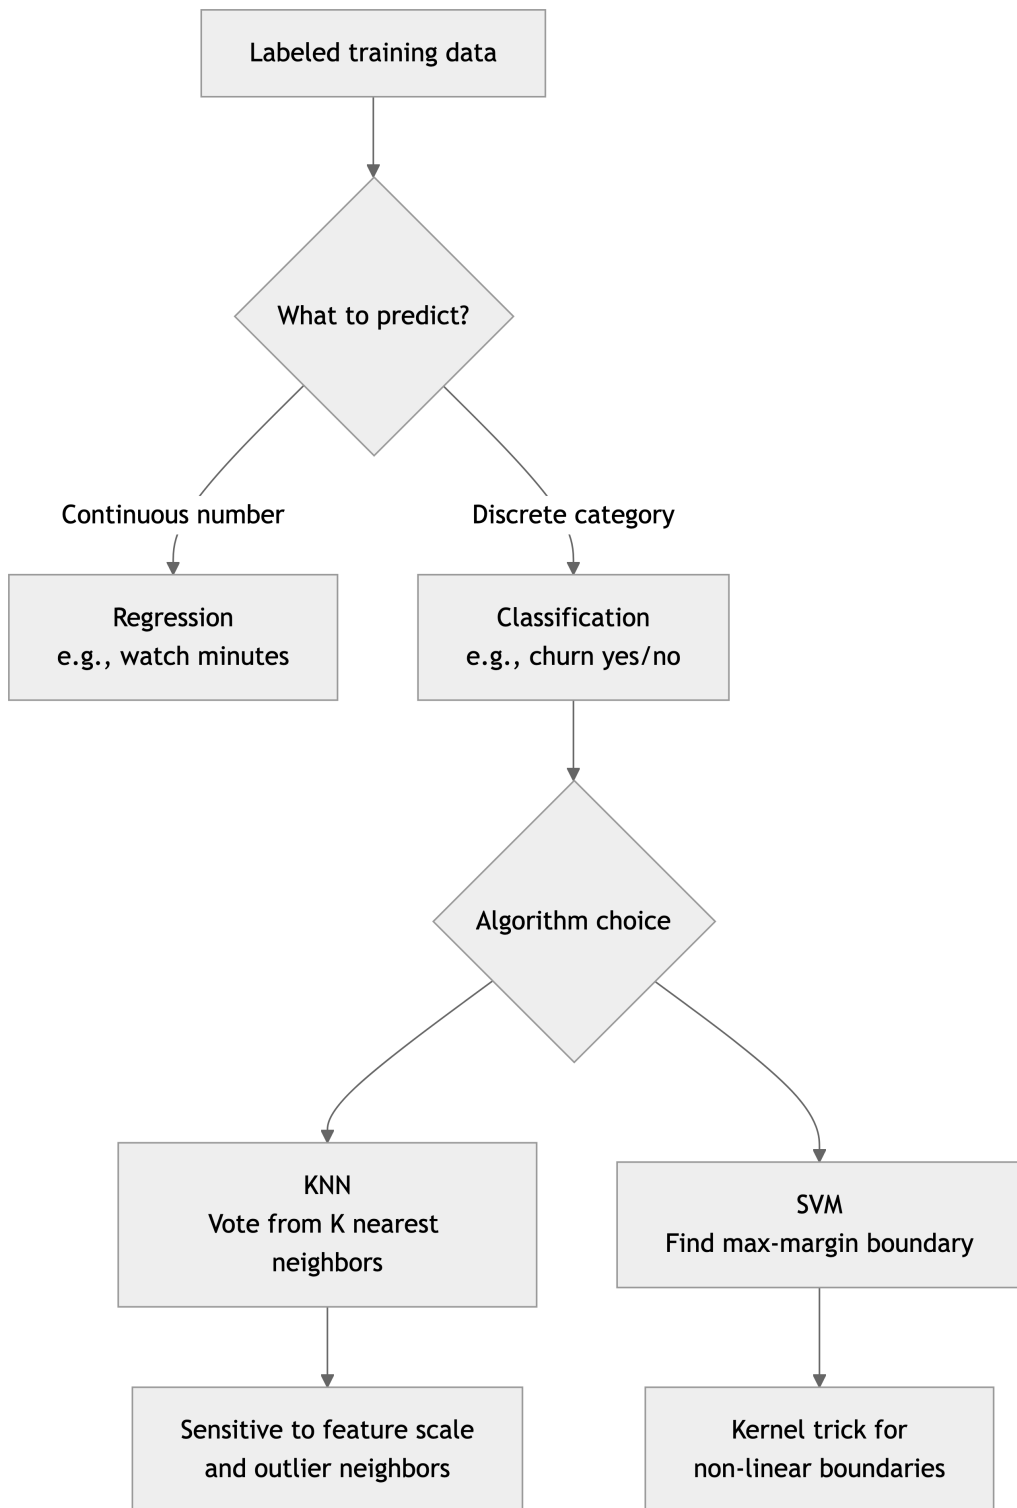 Labeled training data
What to predict?
Continuous number
Discrete category
Regression
e.g., watch minutes
Classification
e.g., churn yes/no
Algorithm choice
KNN
Vote from K nearest
neighbors
SVM
Find max-margin boundary
Sensitive to feature scale
and outlier neighbors
Kernel trick for
non-linear boundaries